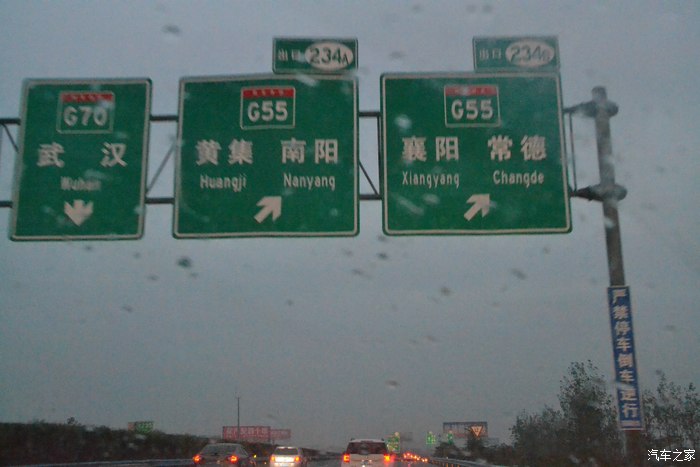 G70
武 汉
Wuhan
出口 234A
G55
黄集 南阳
Huangji Nanyang
出口 234B
G55
襄阳 常德
Xiangyang Changde
严禁停车倒车逆行
汽车之家